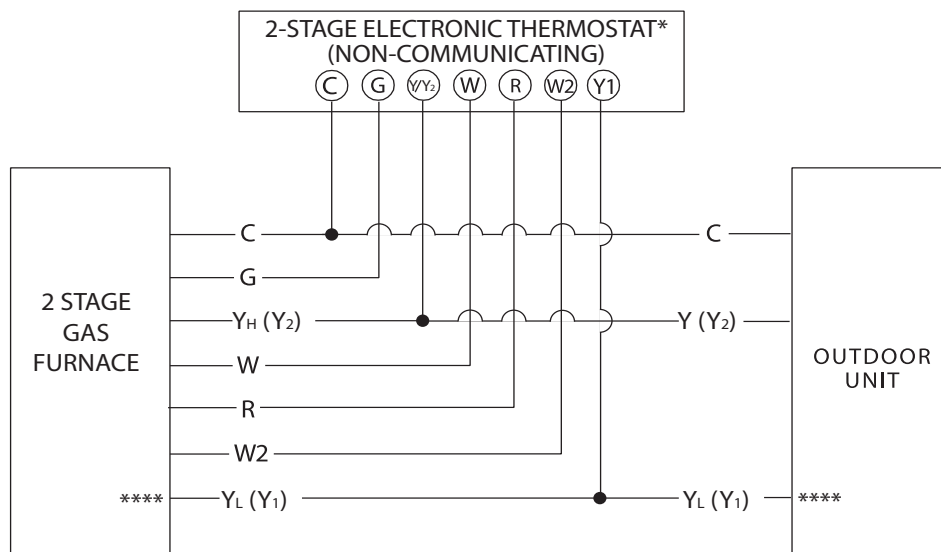 2-STAGE ELECTRONIC THERMOSTAT*
(NON-COMMUNICATING)
C G Y/Y₂ W R W2 Y1
C C
G
2 STAGE
GAS
FURNACE
YH (Y₂) Y (Y₂)
W
OUTDOOR
UNIT
R
W2
**** YL (Y₁) YL (Y₁) ****